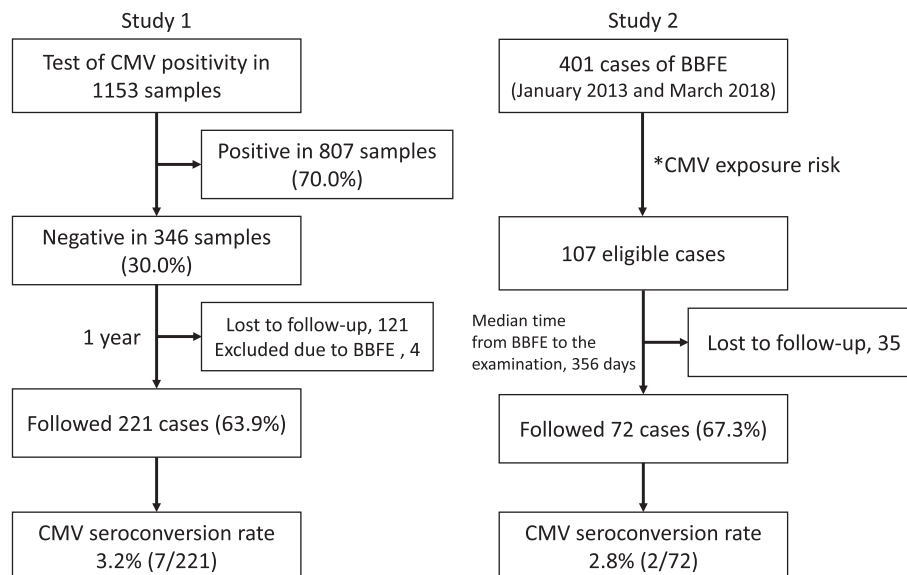 Study 1
Test of CMV positivity in
1153 samples
Positive in 807 samples
(70.0%)
Negative in 346 samples
(30.0%)
1 year
Lost to follow-up, 121
Excluded due to BBFE , 4
Followed 221 cases (63.9%)
CMV seroconversion rate
3.2% (7/221)
Study 2
401 cases of BBFE
(January 2013 and March 2018)
*CMV exposure risk
107 eligible cases
Median time
from BBFE to the
examination, 356 days
Lost to follow-up, 35
Followed 72 cases (67.3%)
CMV seroconversion rate
2.8% (2/72)